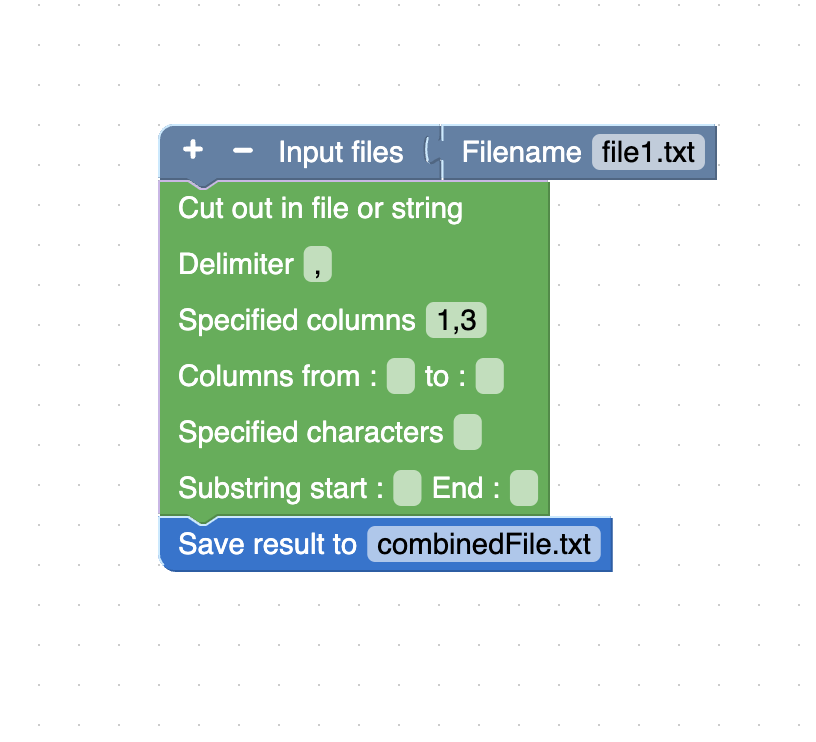 + − Input files Filename file1.txt
Cut out in file or string
Delimiter ,
Specified columns 1,3
Columns from : to :
Specified characters
Substring start : End :
Save result to combinedFile.txt